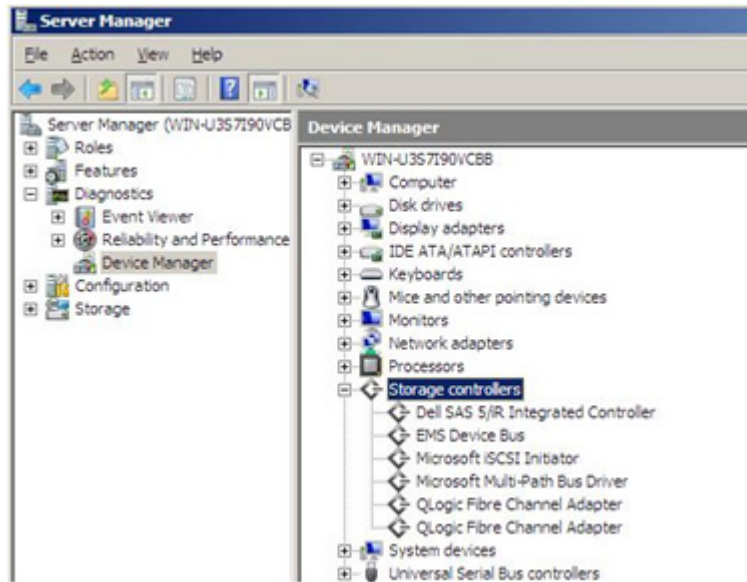 Server Manager
File Action View Help
Server Manager (WIN-U3S7I90VCB
Roles
Features
Diagnostics
Event Viewer
Reliability and Performance
Device Manager
Configuration
Storage
Device Manager
WIN-U3S7I90VCBB
Computer
Disk drives
Display adapters
IDE ATA/ATAPI controllers
Keyboards
Mice and other pointing devices
Monitors
Network adapters
Processors
Storage controllers
Dell SAS 5/iR Integrated Controller
EMS Device Bus
Microsoft iSCSI Initiator
Microsoft Multi-Path Bus Driver
QLogic Fibre Channel Adapter
QLogic Fibre Channel Adapter
System devices
Universal Serial Bus controllers